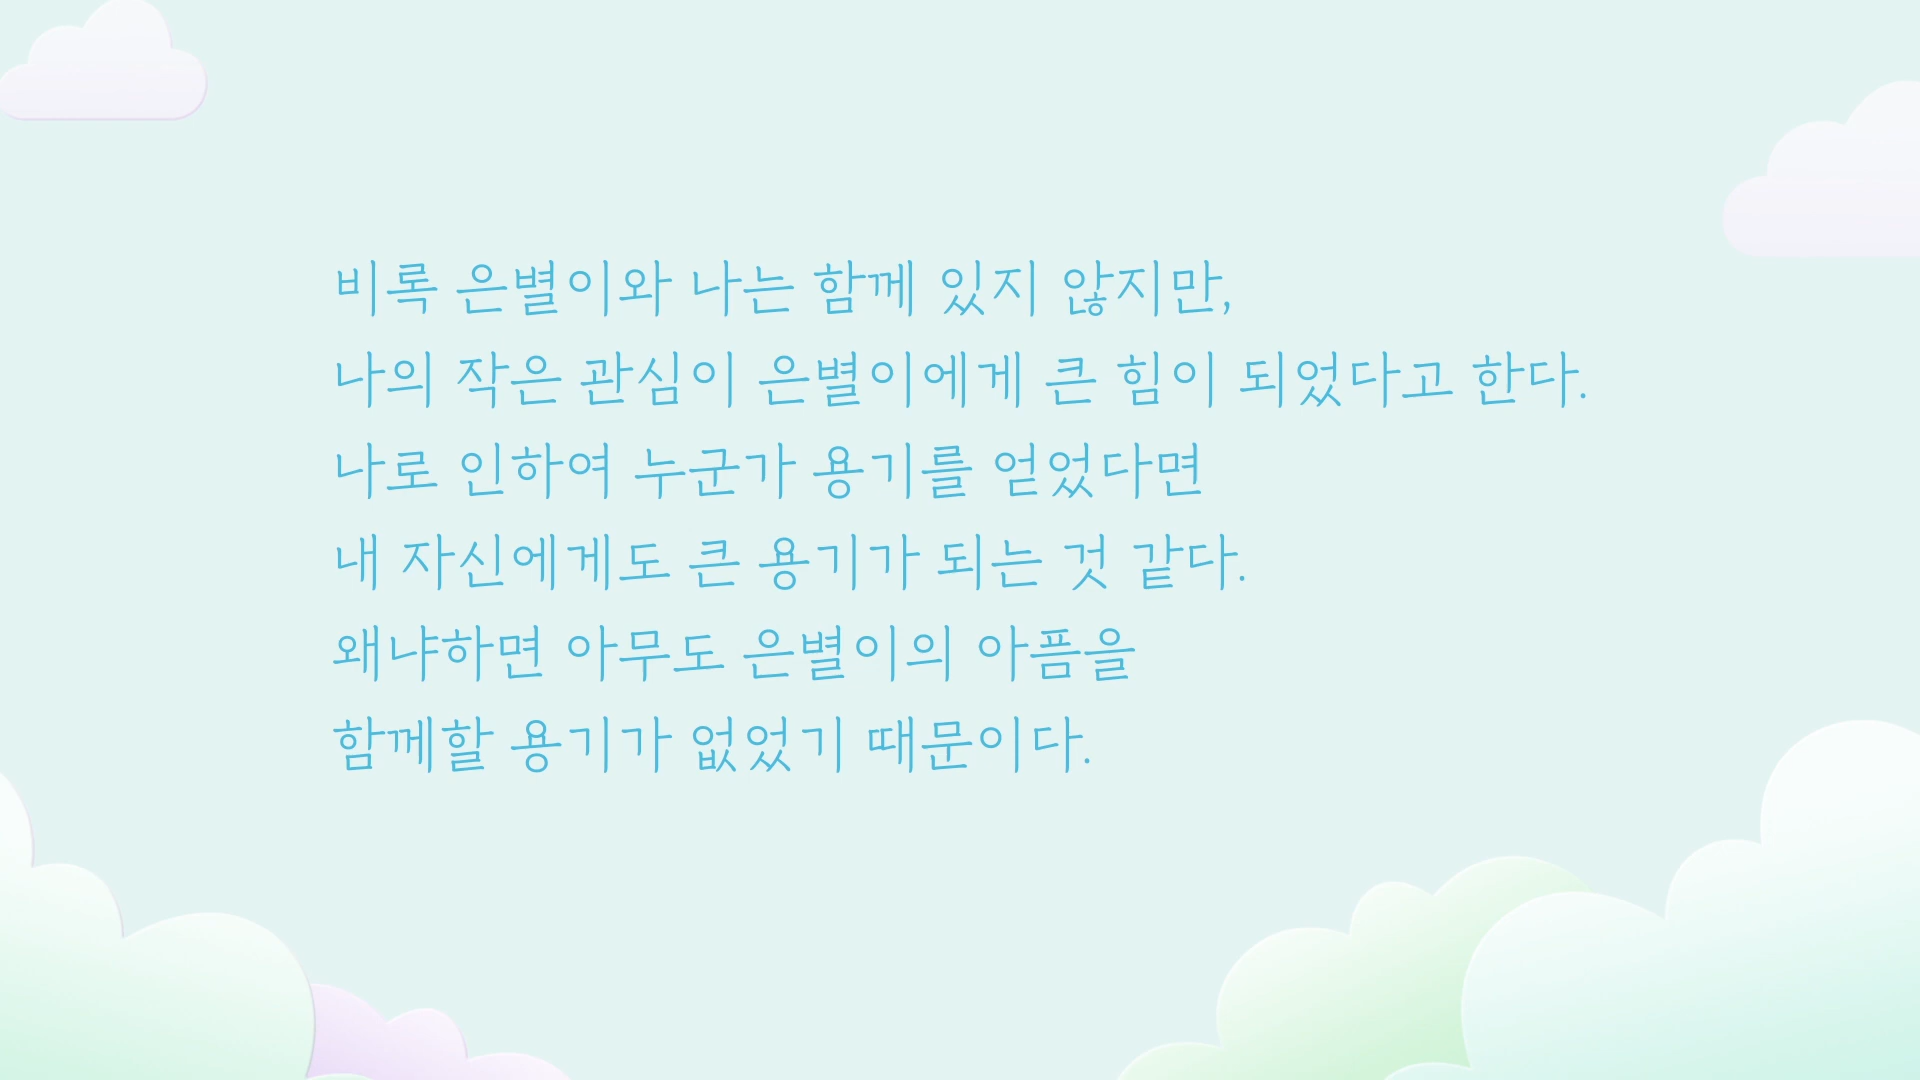 비록 은별이와 나는 함께 있지 않지만,
나의 작은 관심이 은별이에게 큰 힘이 되었다고 한다.
나로 인하여 누군가 용기를 얻었다면
내 자신에게도 큰 용기가 되는 것 같다.
왜냐하면 아무도 은별이의 아픔을
함께할 용기가 없었기 때문이다.